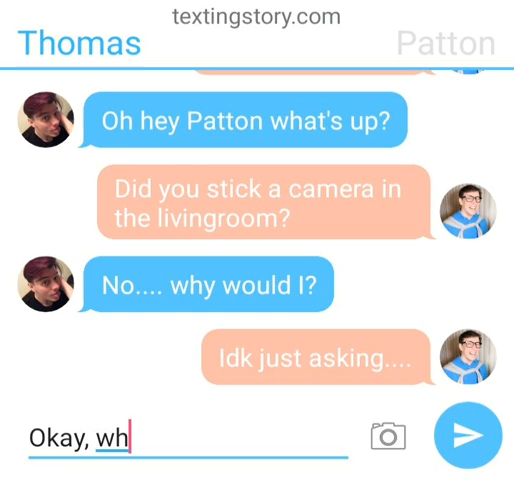 textingstory.com
Thomas
Patton
Oh hey Patton what's up?
Did you stick a camera in
the livingroom?
No.... why would I?
Idk just asking....
Okay, wh